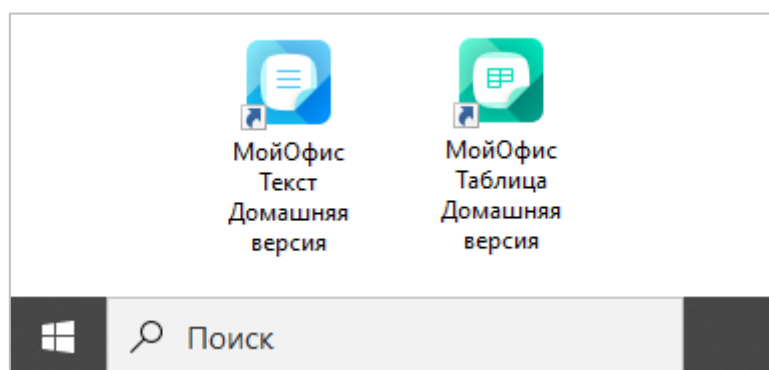 МойОфис
Текст
Домашняя
версия
МойОфис
Таблица
Домашняя
версия
Поиск